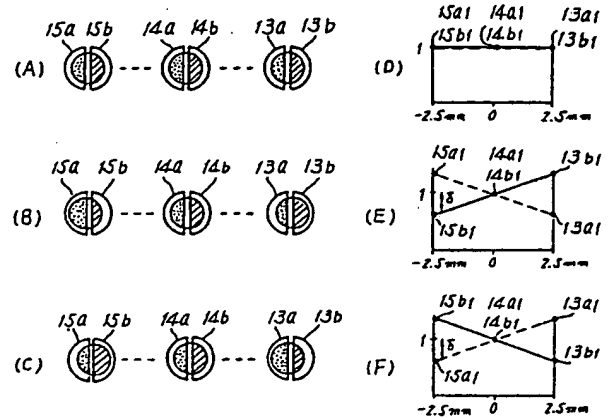 15a 15b 14a 14b 13a 13b
(A)
15a1 14a1 13a1
(D)
15b1 14b1 13b1
1
-2.5mm 0 2.5mm
15a 15b 14a 14b 13a 13b
(B)
15a1 14a1 13b1
14b1
(E)
1 γ
15b1 13a1
-2.5mm 0 2.5mm
15a 15b 14a 14b 13a 13b
(C)
15b1 14a1 13a1
14b1
(F)
1 γ
15a1 13b1
-2.5mm 0 2.5mm